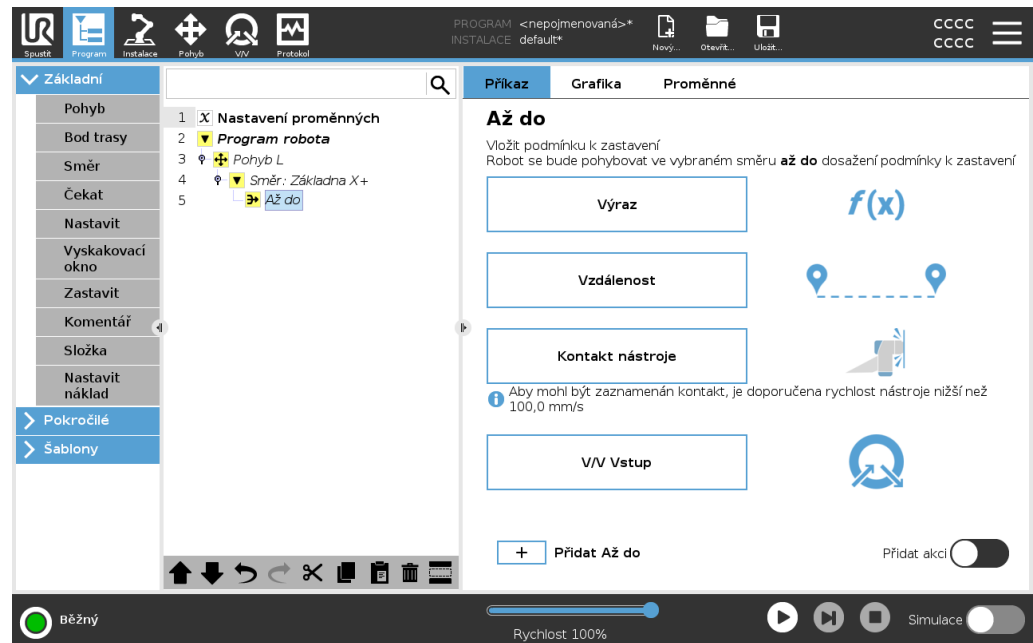 PROGRAM <nepojmenovaná>*
INSTALACE default*
CCCC
CCCC
Spustit
Program
Instalace
Pohyb
V/V
Protokol
Nový...
Otevřít...
Uložit...
Základní
Pohyb
Bod trasy
Směr
Čekat
Nastavit
Vyskakovací
okno
Zastavit
Komentář
Složka
Nastavit
náklad
Pokročilé
Šablony
1 X Nastavení proměnných
2 Program robota
3 Pohyb L
4 Směr: Základna X+
5 Až do
Příkaz
Grafika
Proměnné
Až do
Vložit podmínku k zastavení
Robot se bude pohybovat ve vybraném směru až do dosažení podmínky k zastavení
Výraz
f(x)
Vzdálenost
Kontakt nástroje
Aby mohl být zaznamenán kontakt, je doporučena rychlost nástroje nižší než
100,0 mm/s
V/V Vstup
+ Přidat Až do
Přidat akci
Běžný
Rychlost 100%
Simulace